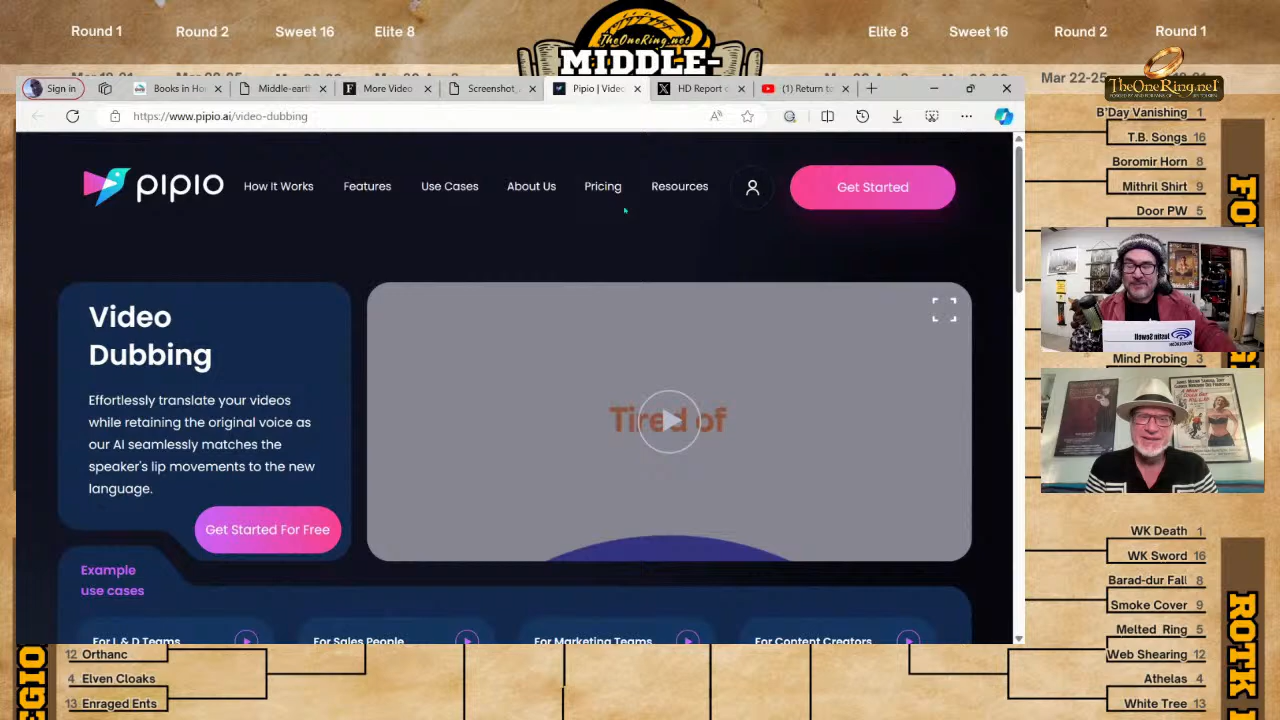 Round 1
Round 2
Sweet 16
Elite 8
TheOneRing.net
MIDDLE-
Elite 8
Sweet 16
Round 2
Round 1
Mar 22-25
TheOneRing.neT
Sign in
Books in Ho
Middle-eart
More Video
Screenshot_
Pipio | Video
HD Report
(1) Return to
https://www.pipio.ai/video-dubbing
pipio
How It Works
Features
Use Cases
About Us
Pricing
Resources
Get Started
Video
Dubbing
Effortlessly translate your videos
while retaining the original voice as
our AI seamlessly matches the
speaker's lip movements to the new
language.
Get Started For Free
Tired of
Example
use cases
For L & D Teams
For Sales People
For Marketing Teams
For Content Creators
B'Day Vanishing 1
T.B. Songs 16
Boromir Horn 8
Mithril Shirt 9
Door PW 5
Mind Probing 3
WK Death 1
WK Sword 16
Barad-dur Fall 8
Smoke Cover 9
Melted Ring 5
Web Shearing 12
Athelas 4
White Tree 13
ROTK
12 Orthanc
4 Elven Cloaks
13 Enraged Ents